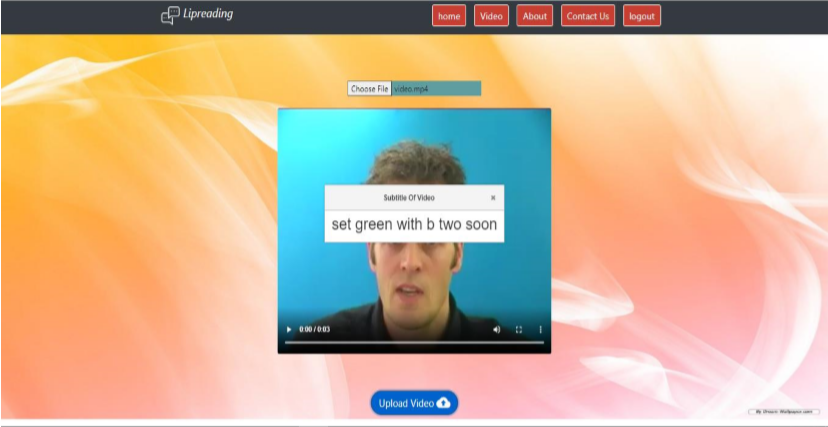 Lipreading
home
Video
About
Contact Us
logout
Choose File video.mp4
Subtitle Of Video ×
set green with b two soon
0:00 / 0:03
Upload Video